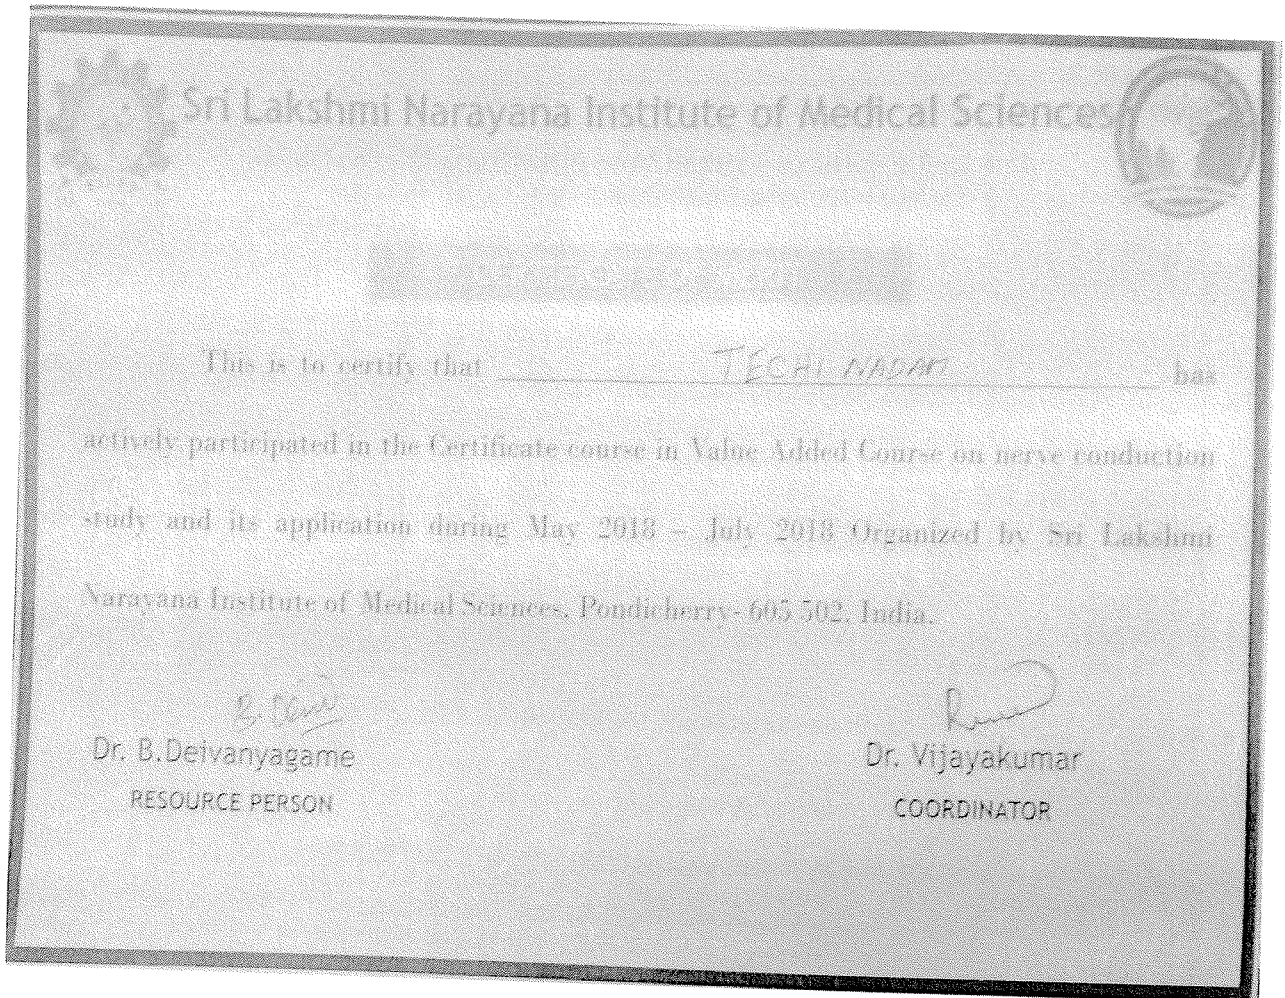 Sri Lakshmi Narayana Institute of Medical Sciences
This is to certify that TECHI NADAM has
actively participated in the Certificate course in Value Added Course on nerve conduction
study and its application during May 2018 – July 2018 Organized by Sri Lakshmi
Narayana Institute of Medical Sciences, Pondicherry- 605 502, India.
B. Deiv
Dr. B.Deivanyagame
Dr. Vijayakumar
RESOURCE PERSON
COORDINATOR